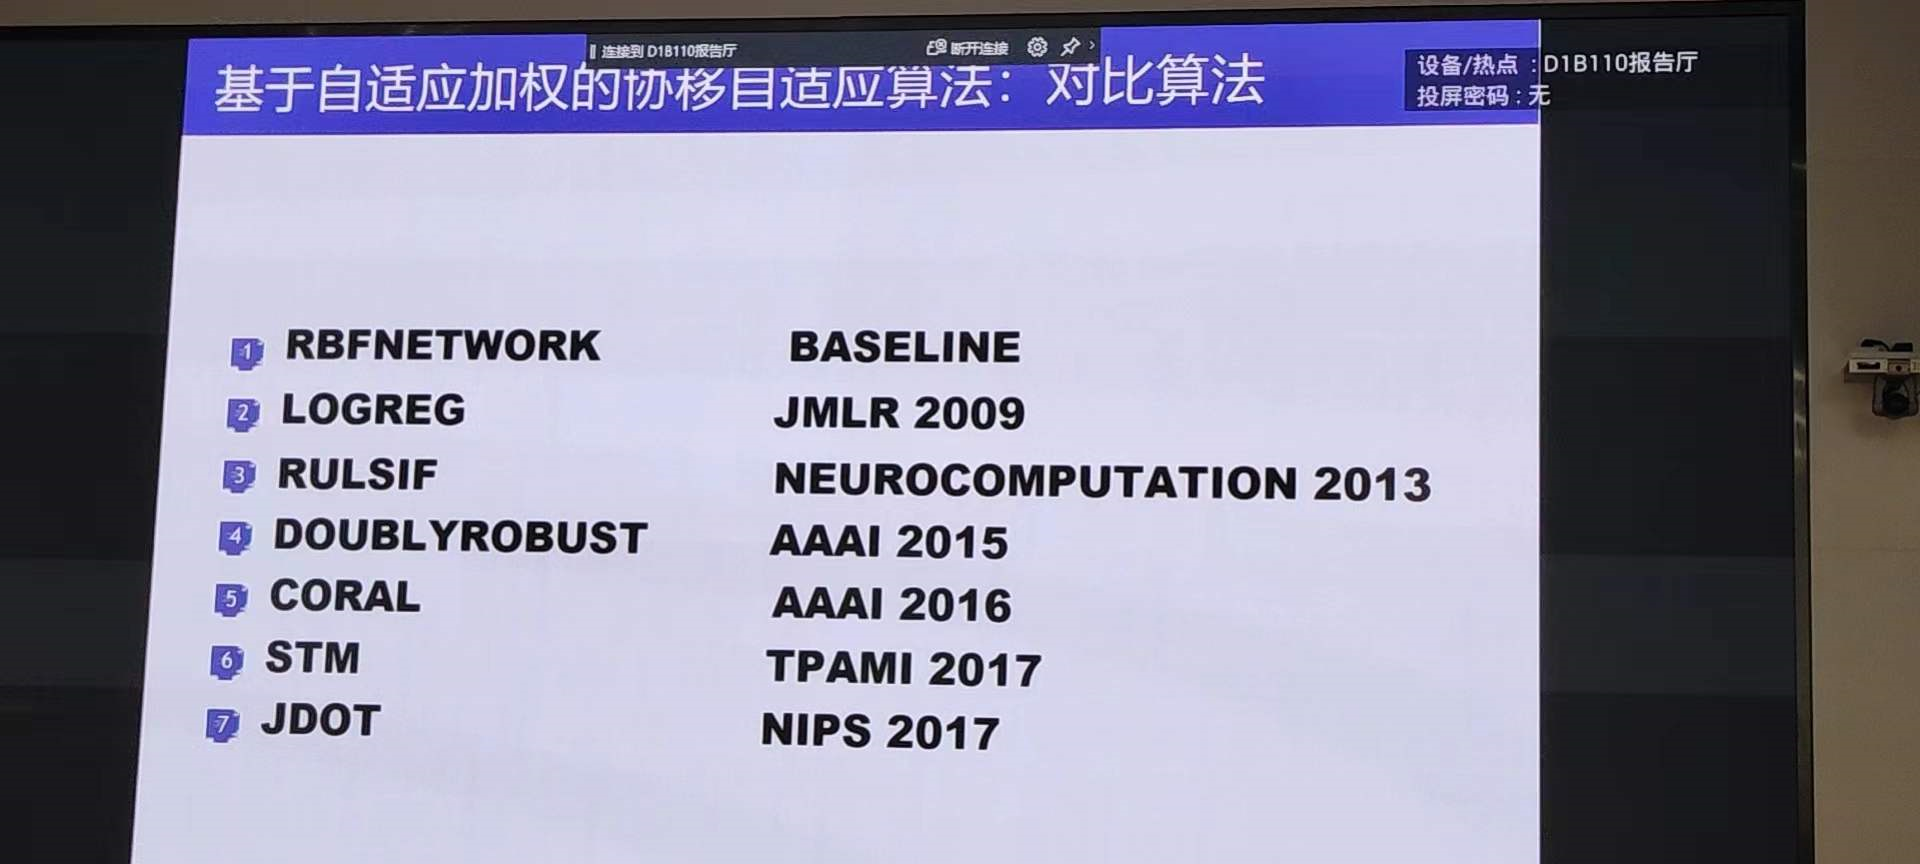 连接到 D1B110报告厅
断开连接
设备/热点：D1B110报告厅
投屏密码：无
基于自适应加权的协移自适应算法：对比算法
1 RBFNETWORK BASELINE
2 LOGREG JMLR 2009
3 RULSIF NEUROCOMPUTATION 2013
4 DOUBLYROBUST AAAI 2015
5 CORAL AAAI 2016
6 STM TPAMI 2017
7 JDOT NIPS 2017